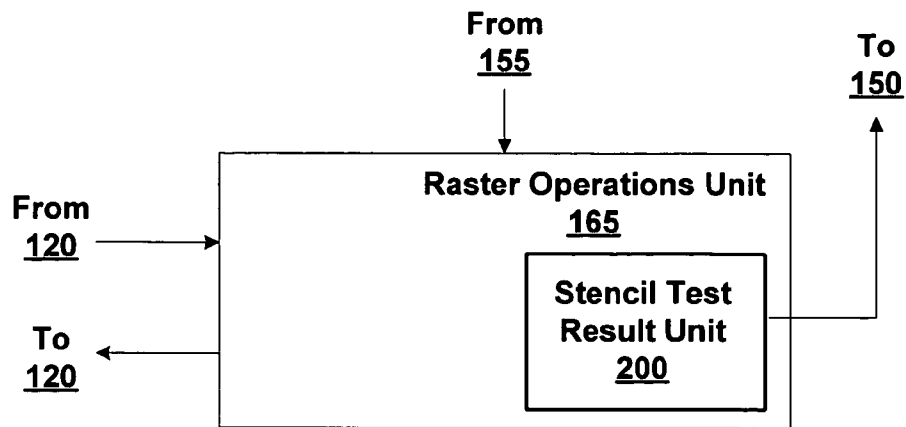 From
155
To
150
Raster Operations Unit
165
From
120
Stencil Test
Result Unit
200
To
120